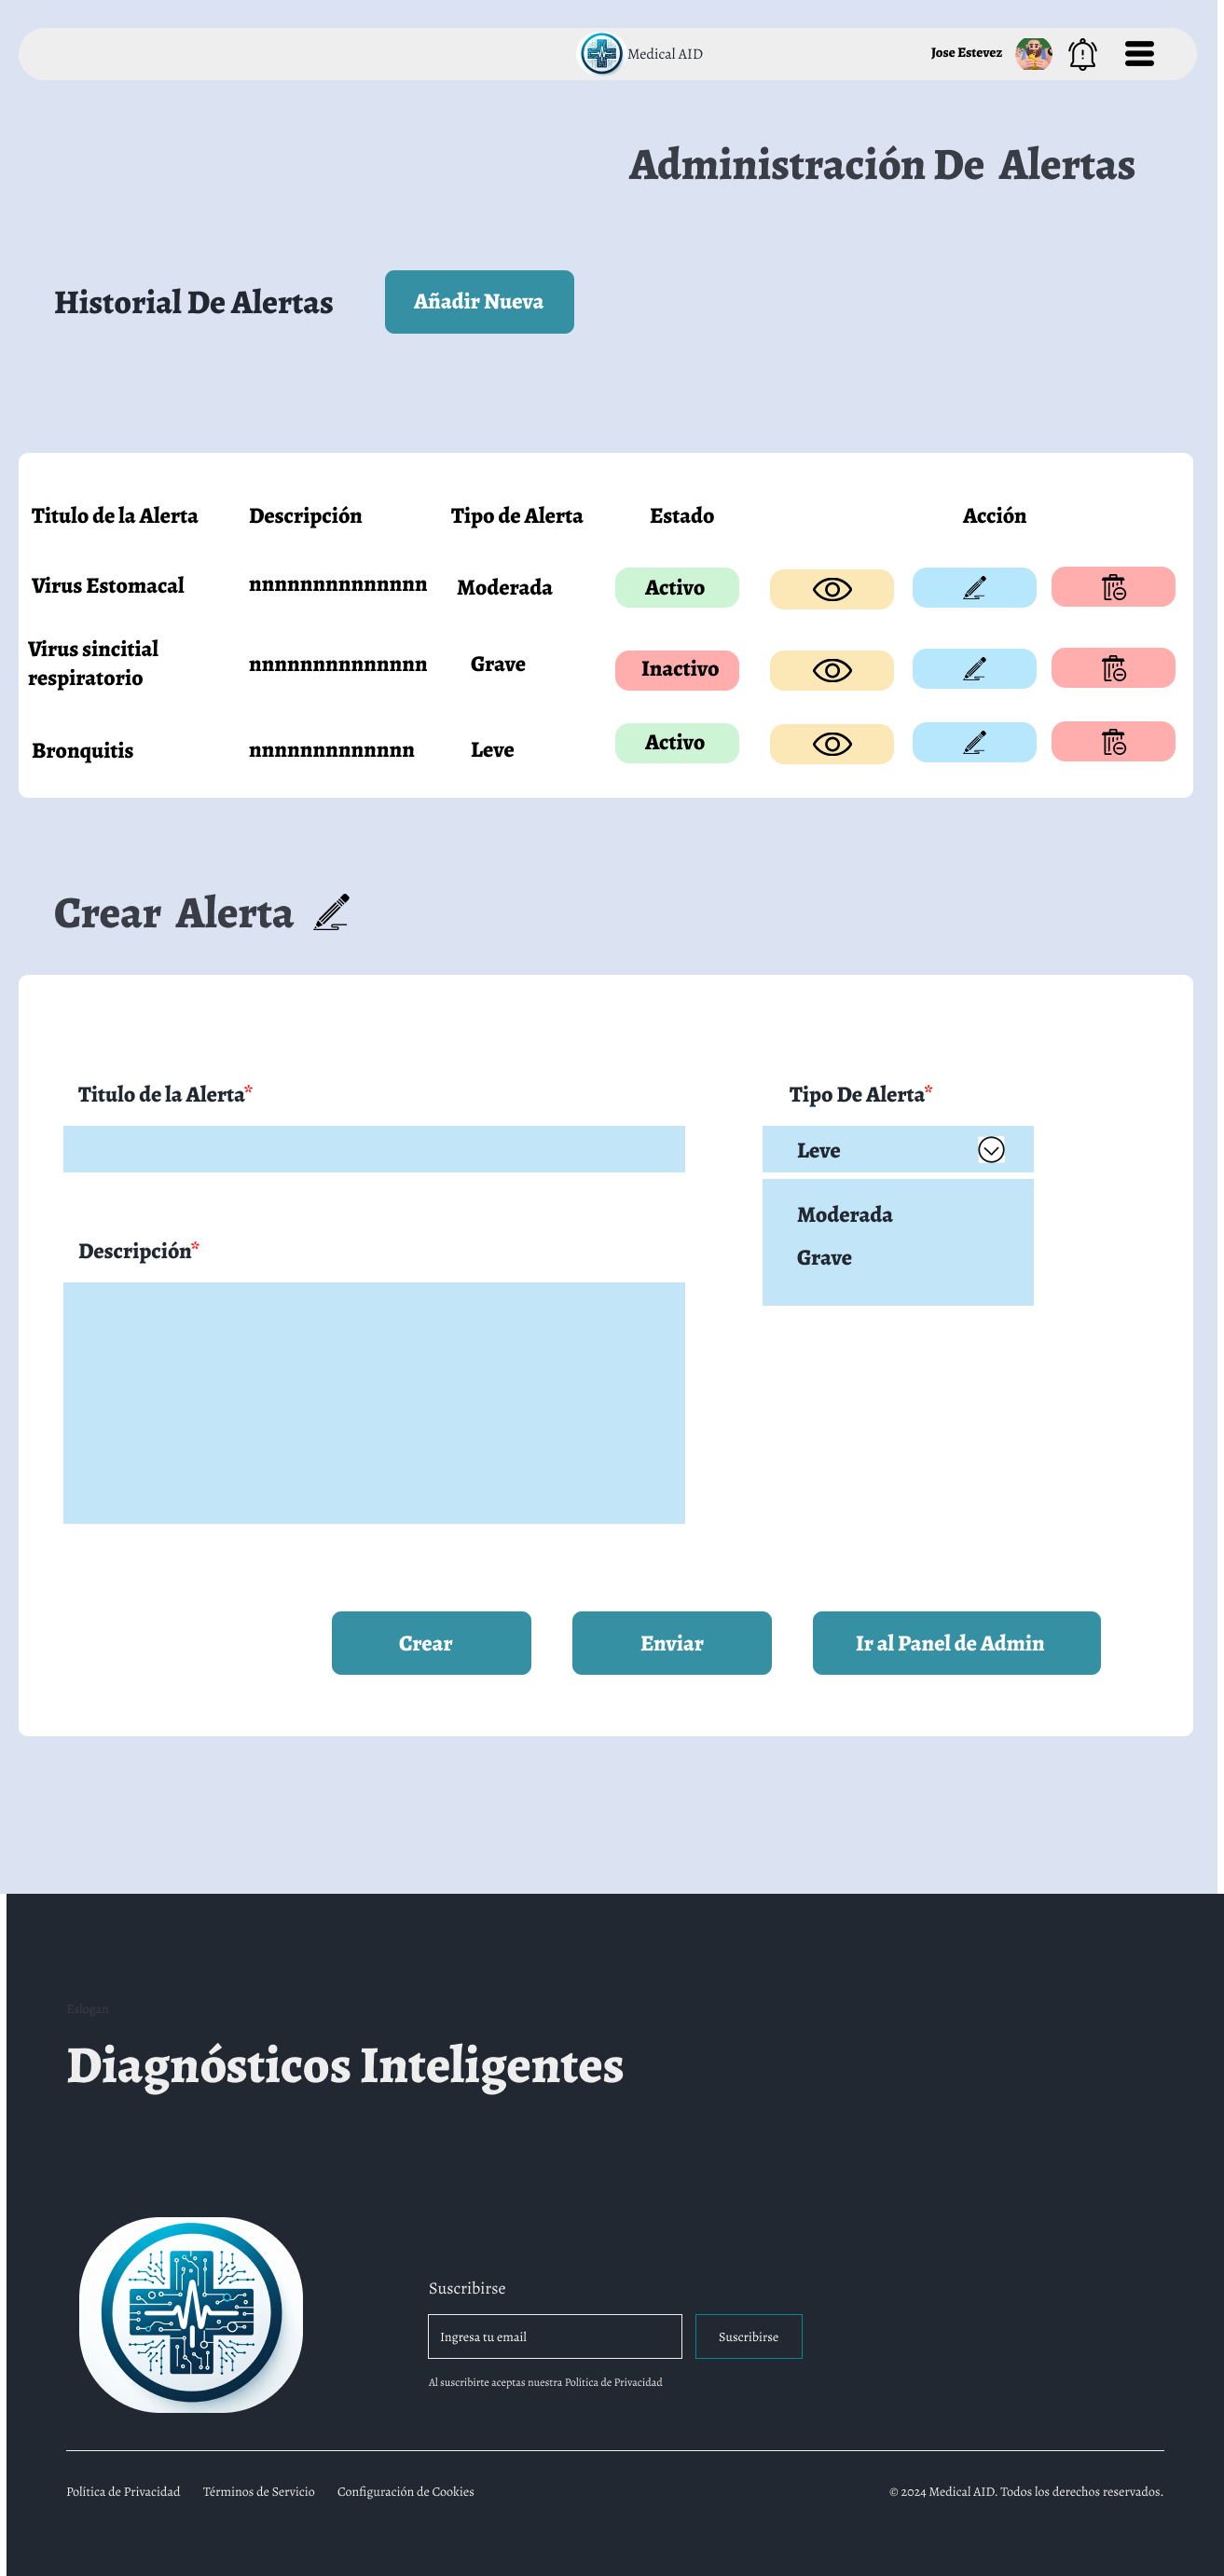 Medical AID
Jose Estevez
Administración De Alertas
Historial De Alertas
Añadir Nueva
Titulo de la Alerta Descripción Tipo de Alerta Estado Acción
Virus Estomacal nnnnnnnnnnnnnn Moderada Activo
Virus sincitial
respiratorio nnnnnnnnnnnnnn Grave Inactivo
Bronquitis nnnnnnnnnnnnn Leve Activo
Crear Alerta
Titulo de la Alerta* Tipo De Alerta*
Leve
Moderada
Descripción*
Grave
Crear Enviar Ir al Panel de Admin
Eslogan
Diagnósticos Inteligentes
Suscribirse
Ingresa tu email Suscribirse
Al suscribirte aceptas nuestra Política de Privacidad
Política de Privacidad Términos de Servicio Configuración de Cookies © 2024 Medical AID. Todos los derechos reservados.